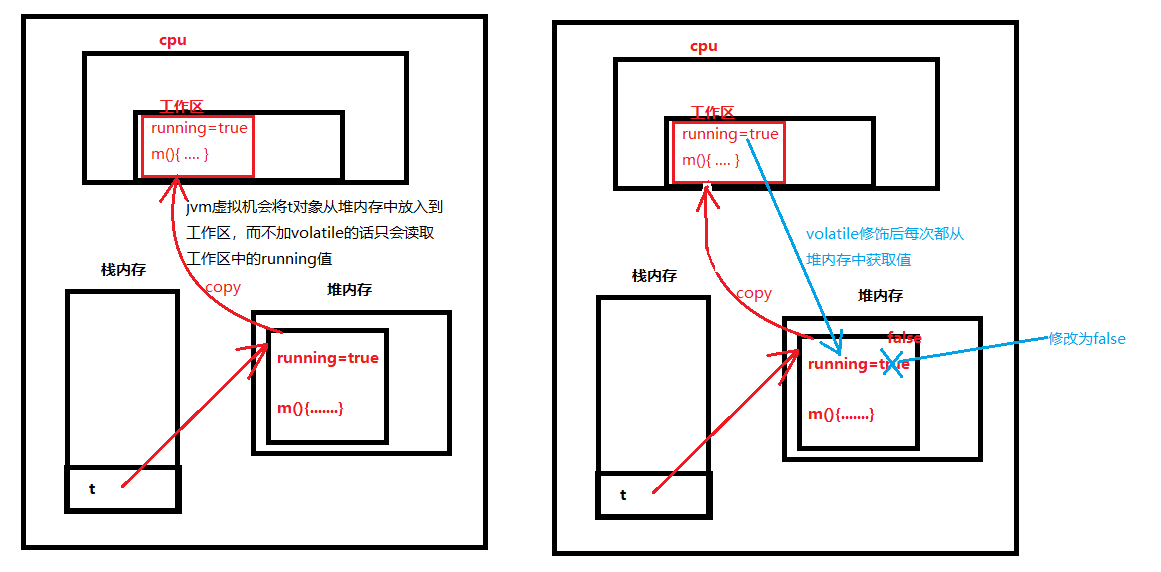 cpu
工作区
running=true
m(){ .... }
jvm虚拟机会将t对象从堆内存中放入到
工作区，而不加volatile的话只会读取
工作区中的running值
栈内存
copy
堆内存
running=true
m(){.......}
t
cpu
工作区
running=true
m(){ .... }
volatile修饰后每次都从
堆内存中获取值
栈内存
copy
堆内存
false
修改为false
running=true
m(){.......}
t